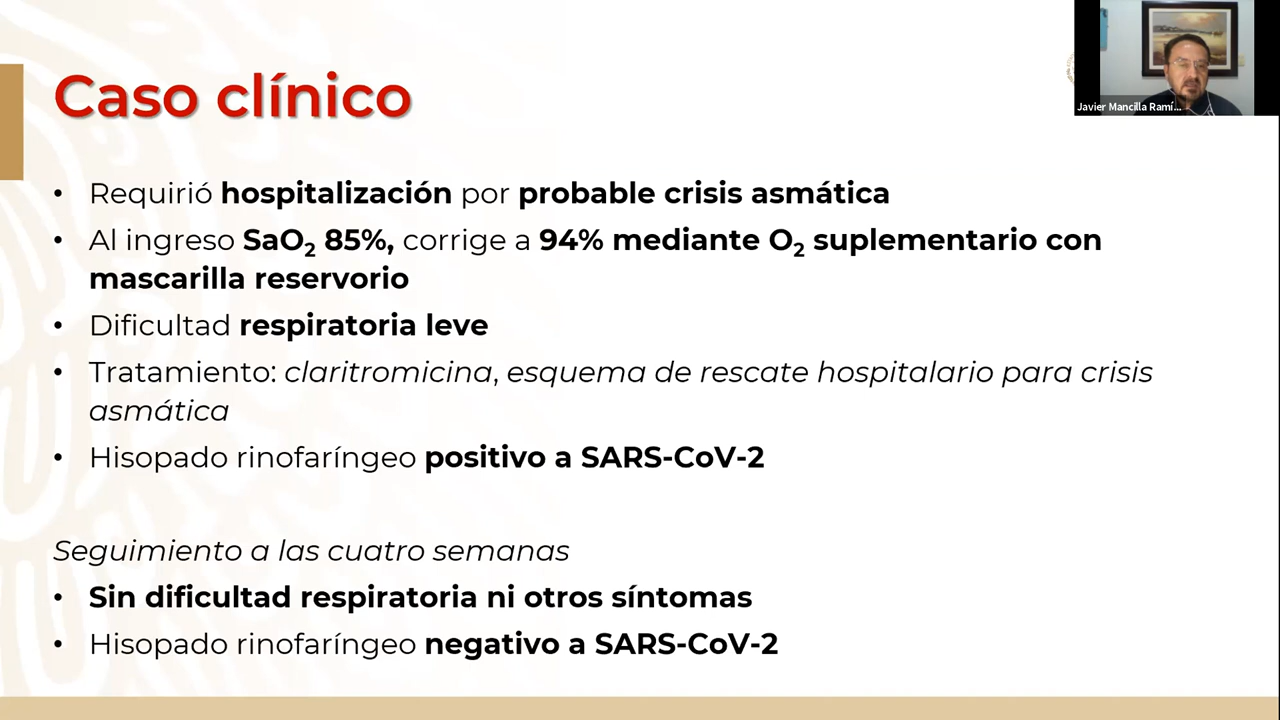 Caso clínico
Javier Mancilla Ramí...
• Requirió hospitalización por probable crisis asmática
• Al ingreso SaO₂ 85%, corrige a 94% mediante O₂ suplementario con
mascarilla reservorio
• Dificultad respiratoria leve
• Tratamiento: claritromicina, esquema de rescate hospitalario para crisis
asmática
• Hisopado rinofaríngeo positivo a SARS-CoV-2
Seguimiento a las cuatro semanas
• Sin dificultad respiratoria ni otros síntomas
• Hisopado rinofaríngeo negativo a SARS-CoV-2